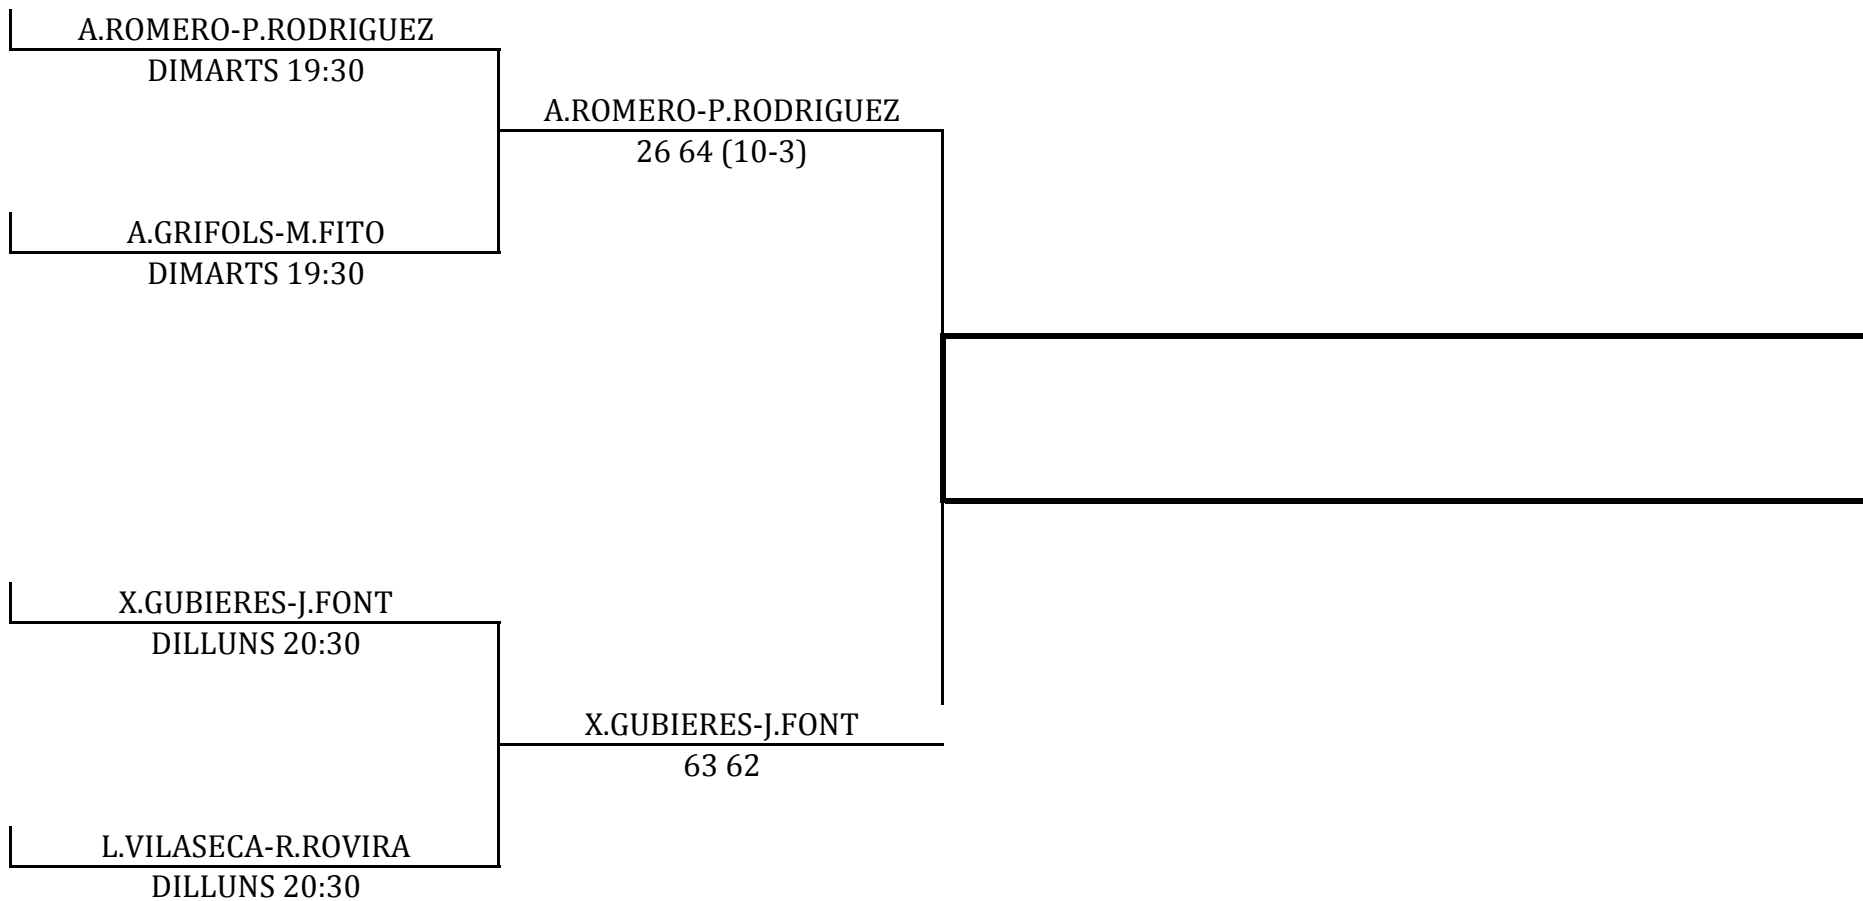 A.ROMERO-P.RODRIGUEZ
DIMARTS 19:30
A.ROMERO-P.RODRIGUEZ
26 64 (10-3)
A.GRIFOLS-M.FITO
DIMARTS 19:30
X.GUBIERES-J.FONT
DILLUNS 20:30
X.GUBIERES-J.FONT
63 62
L.VILASECA-R.ROVIRA
DILLUNS 20:30